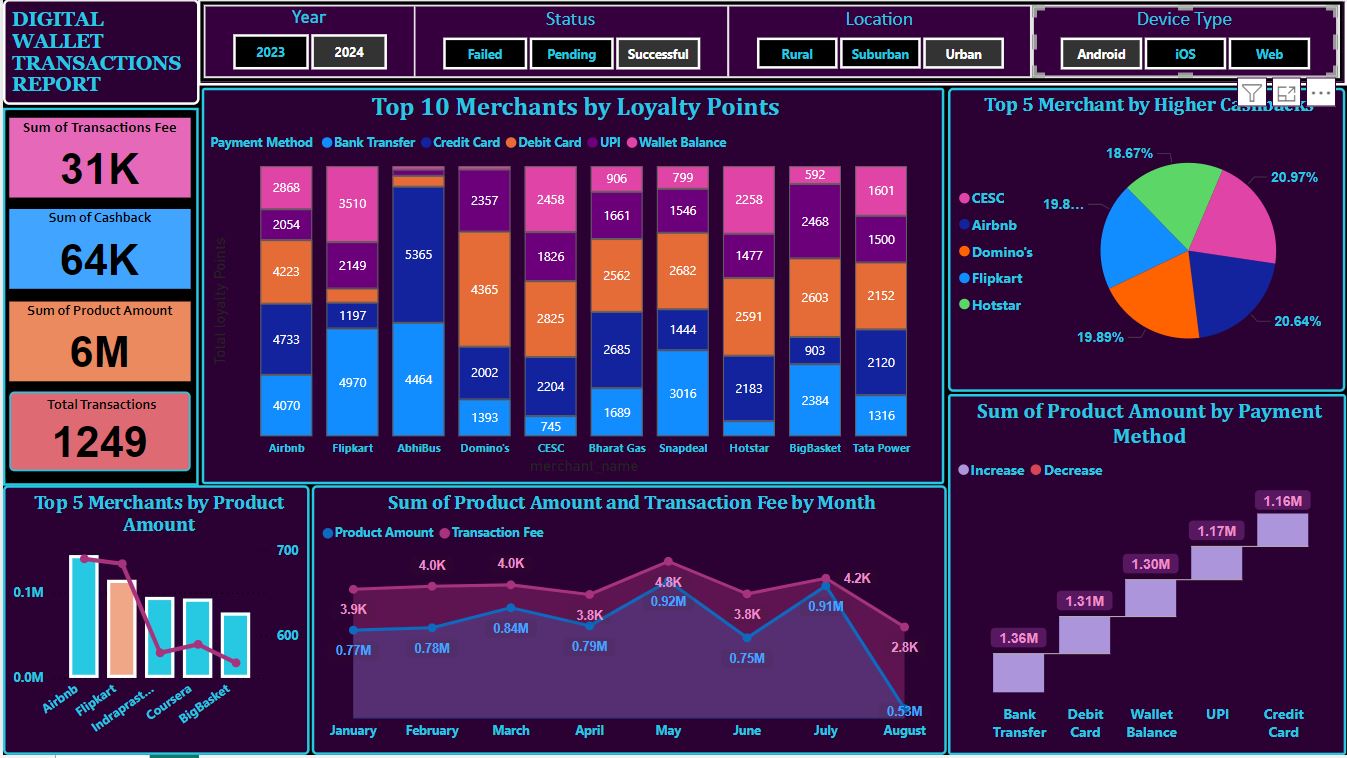 DIGITAL
WALLET
TRANSACTIONS
REPORT
Year
2023 2024
Status
Failed Pending Successful
Location
Rural Suburban Urban
Device Type
Android iOS Web
Sum of Transactions Fee
31K
Sum of Cashback
64K
Sum of Product Amount
6M
Total Transactions
1249
Top 10 Merchants by Loyalty Points
Payment Method Bank Transfer Credit Card Debit Card UPI Wallet Balance
Total loyalty Points
2868 2054 4223 4733 4070
3510 2149 1197 4970
5365 4464
2357 4365 2002 1393
2458 1826 2825 2204 745
906 1661 2562 2685 1689
799 1546 2682 1444 3016
2258 1477 2591 2183
592 2468 2603 903 2384
1601 1500 2152 2120 1316
Airbnb Flipkart AbhiBus Domino's CESC Bharat Gas Snapdeal Hotstar BigBasket Tata Power
merchant_name
Top 5 Merchant by Higher Cashbacks
CESC
Airbnb
Domino's
Flipkart
Hotstar
18.67%
20.97%
19.8...
20.64%
19.89%
Top 5 Merchants by Product
Amount
700
0.1M
600
0.0M
Airbnb Flipkart Indraprast... Coursera BigBasket
Sum of Product Amount and Transaction Fee by Month
Product Amount Transaction Fee
3.9K 4.0K 4.0K 3.8K 4.8K 3.8K 4.2K 2.8K
0.77M 0.78M 0.84M 0.79M 0.92M 0.75M 0.91M 0.53M
January February March April May June July August
Sum of Product Amount by Payment
Method
Increase Decrease
1.36M
1.31M
1.30M
1.17M
1.16M
Bank
Transfer
Debit
Card
Wallet
Balance
UPI
Credit
Card